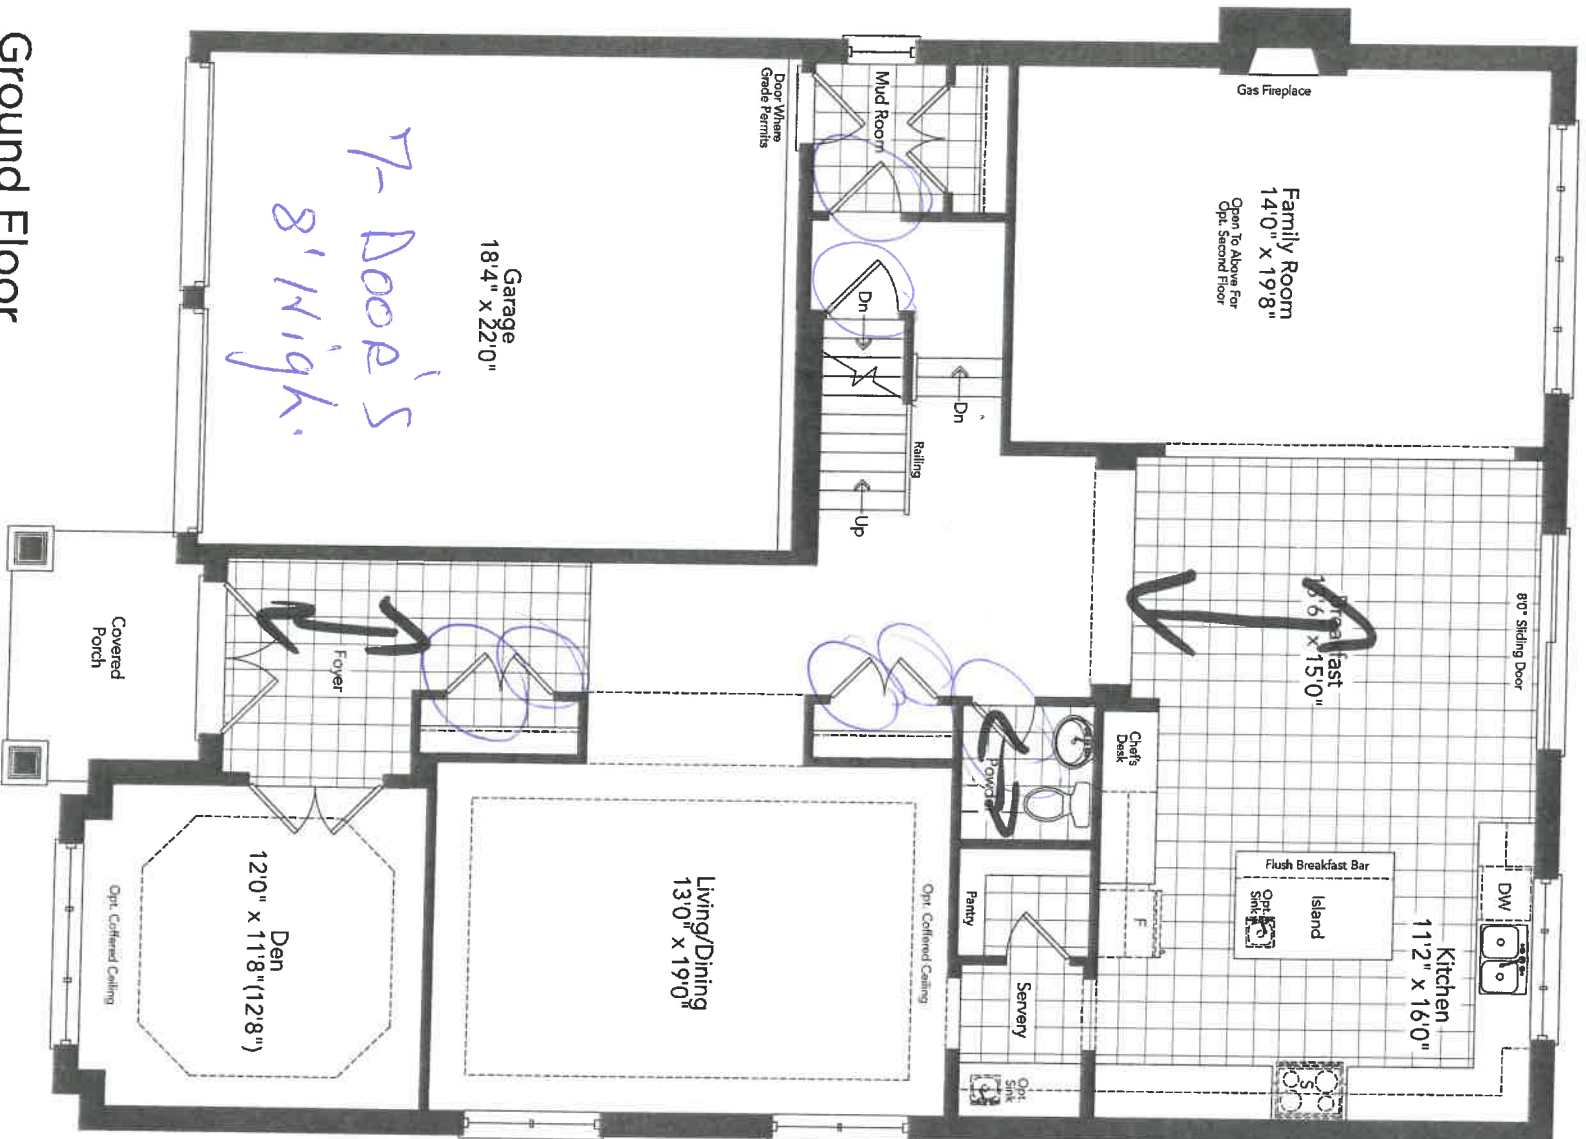 Ground Floor
Gas Fireplace
Family Room
14'0" x 19'8"
Open To Above For
Opt. Second Floor
Mud Room
Door Where
Grade Permits
Dn
Dn
Railing
Up
Garage
18'4" x 22'0"
7- DOOR'S
8' High.
8'0" Sliding Door
Breakfast
15'0"
Foyer
Covered
Porch
Chef's
Desk
Powder
Flush Breakfast Bar
Island
Opt.
Sink
DW
F
Kitchen
11'2" x 16'0"
Pantry
Servery
Opt.
Sink
S
Living/Dining
13'0" x 19'0"
Opt. Coffered Ceiling
Den
12'0" x 11'8"(12'8")
Opt. Coffered Ceiling